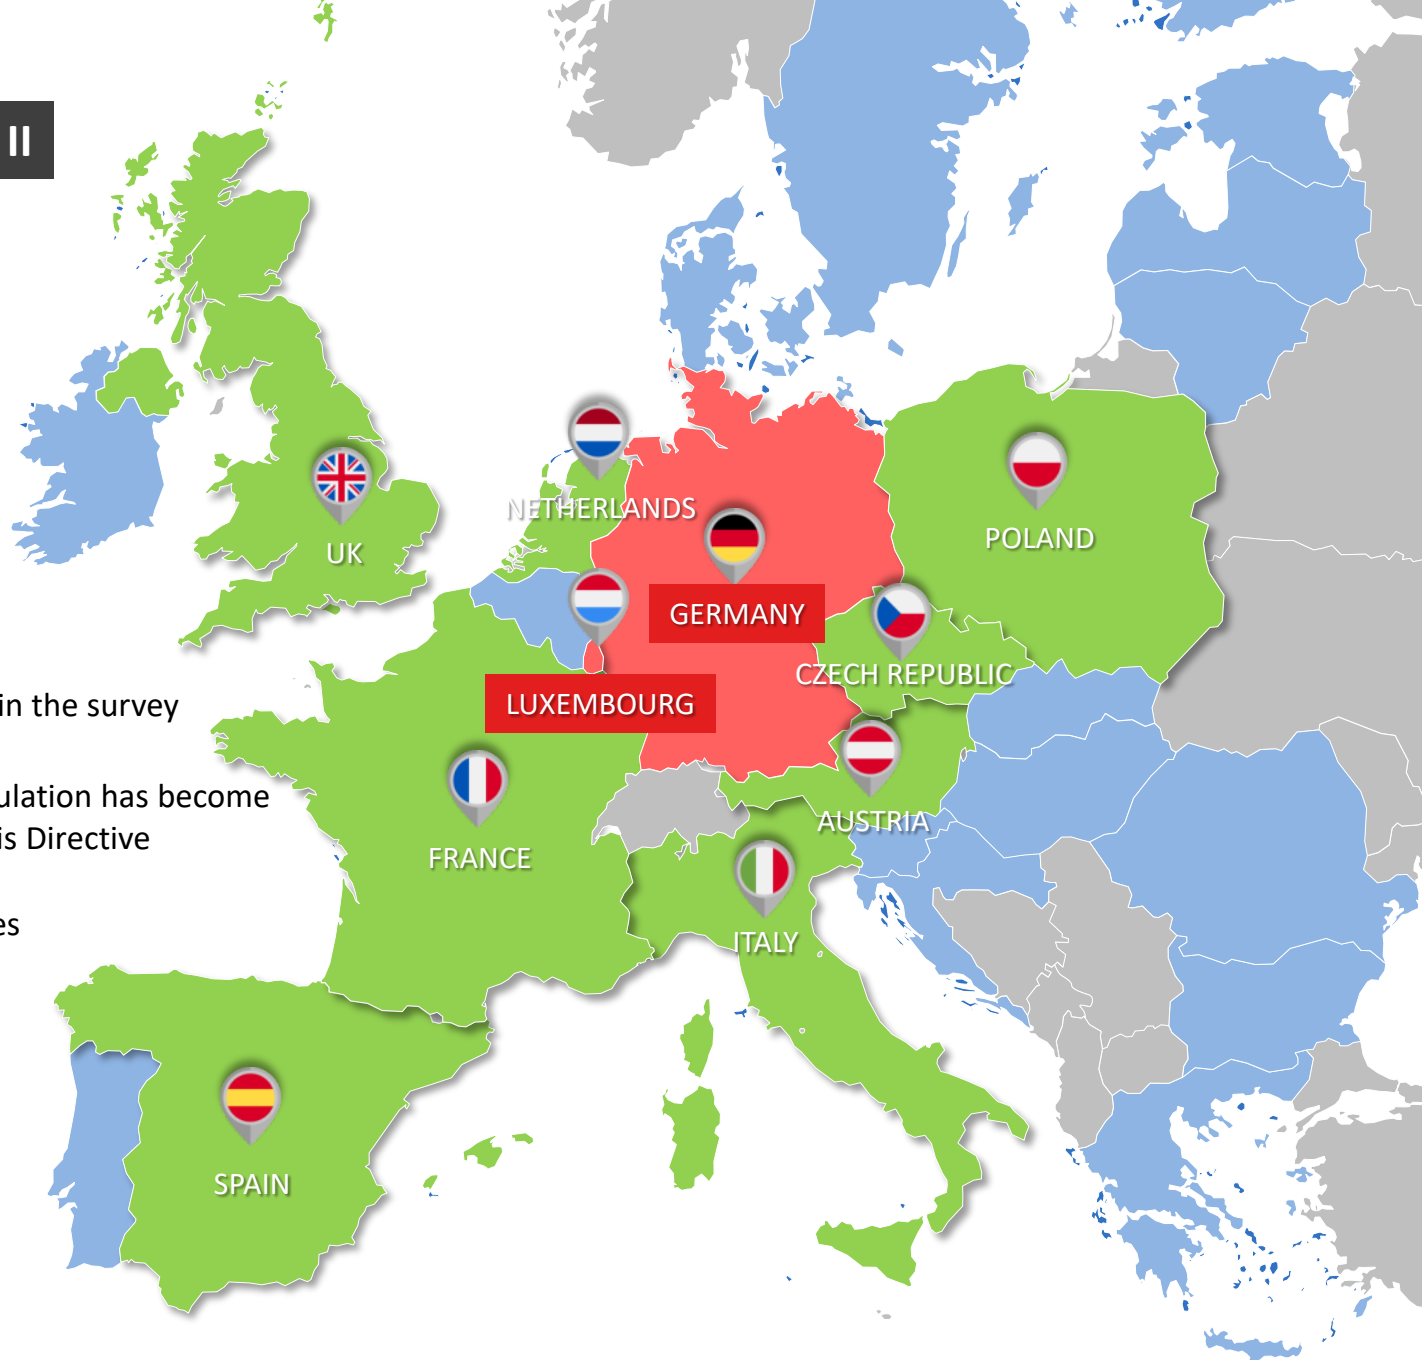 II
NETHERLANDS
UK
POLAND
GERMANY
CZECH REPUBLIC
LUXEMBOURG
in the survey
ulation has become
is Directive
AUSTRIA
FRANCE
es
ITALY
SPAIN